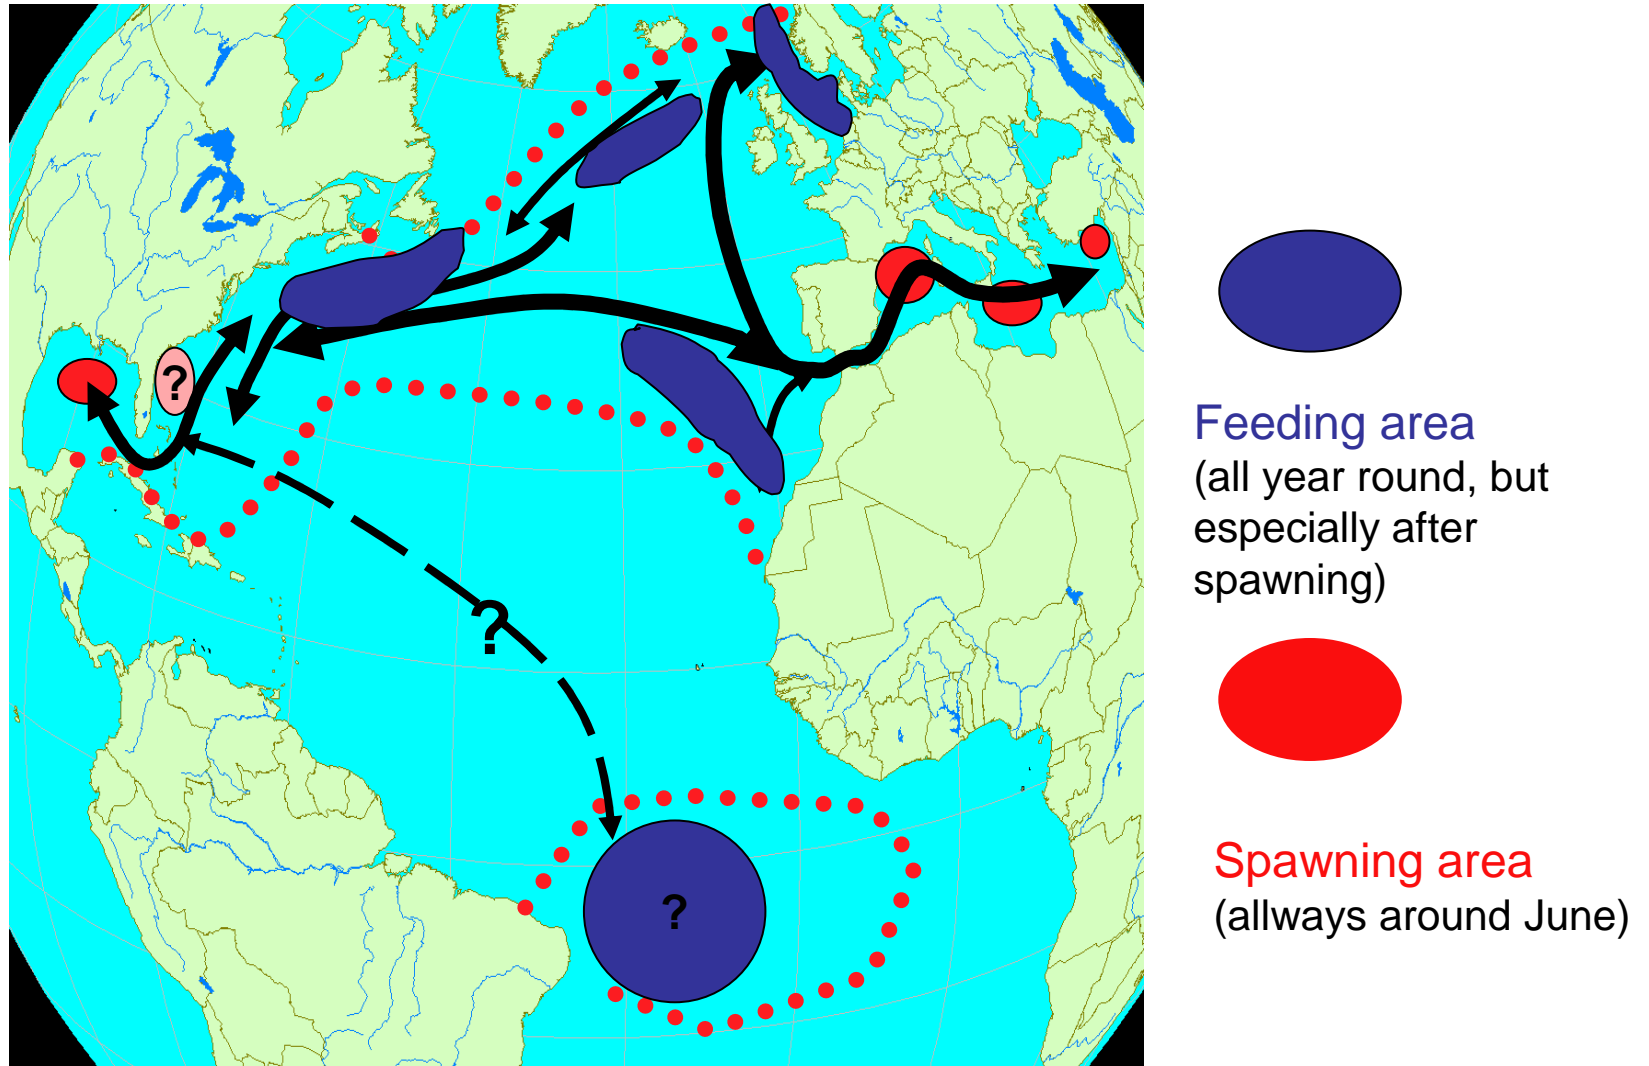 ?
?
?
Feeding area
(all year round, but
especially after
spawning)
Spawning area
(allways around June)